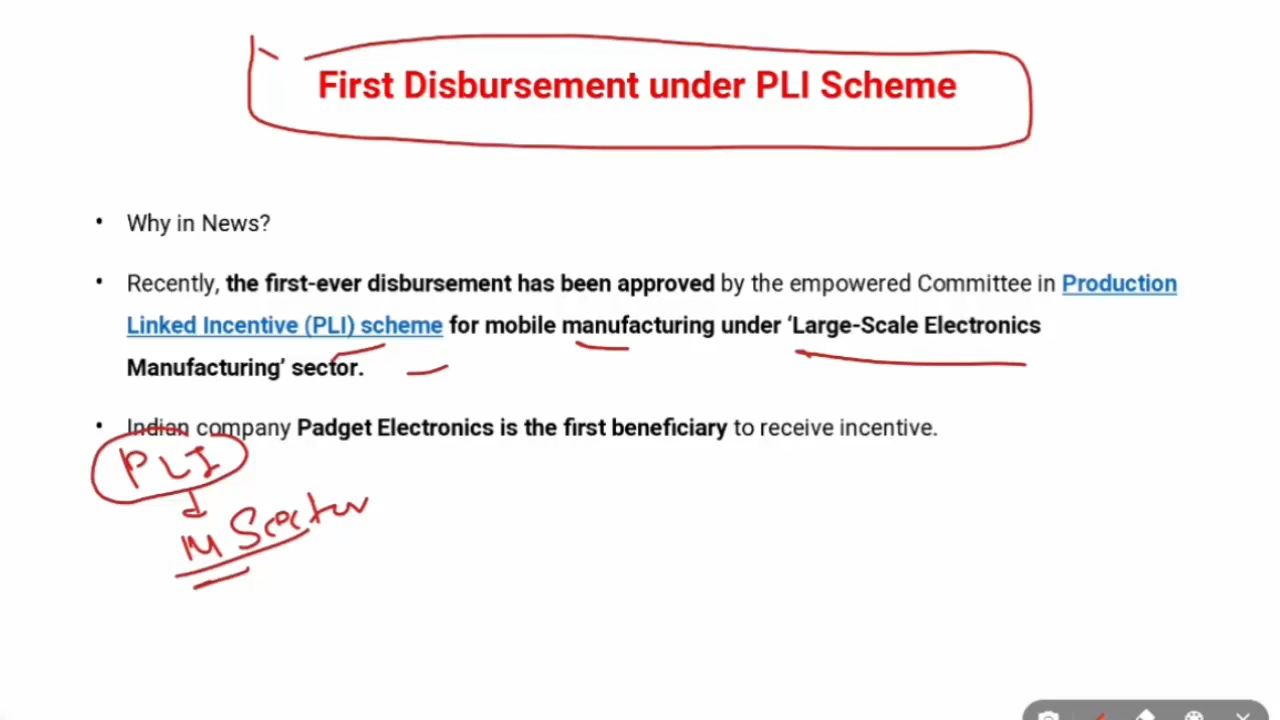 First Disbursement under PLI Scheme
• Why in News?
• Recently, the first-ever disbursement has been approved by the empowered Committee in Production
Linked Incentive (PLI) scheme for mobile manufacturing under ‘Large-Scale Electronics
Manufacturing’ sector.
• Indian company Padget Electronics is the first beneficiary to receive incentive.
PLI
M Sector